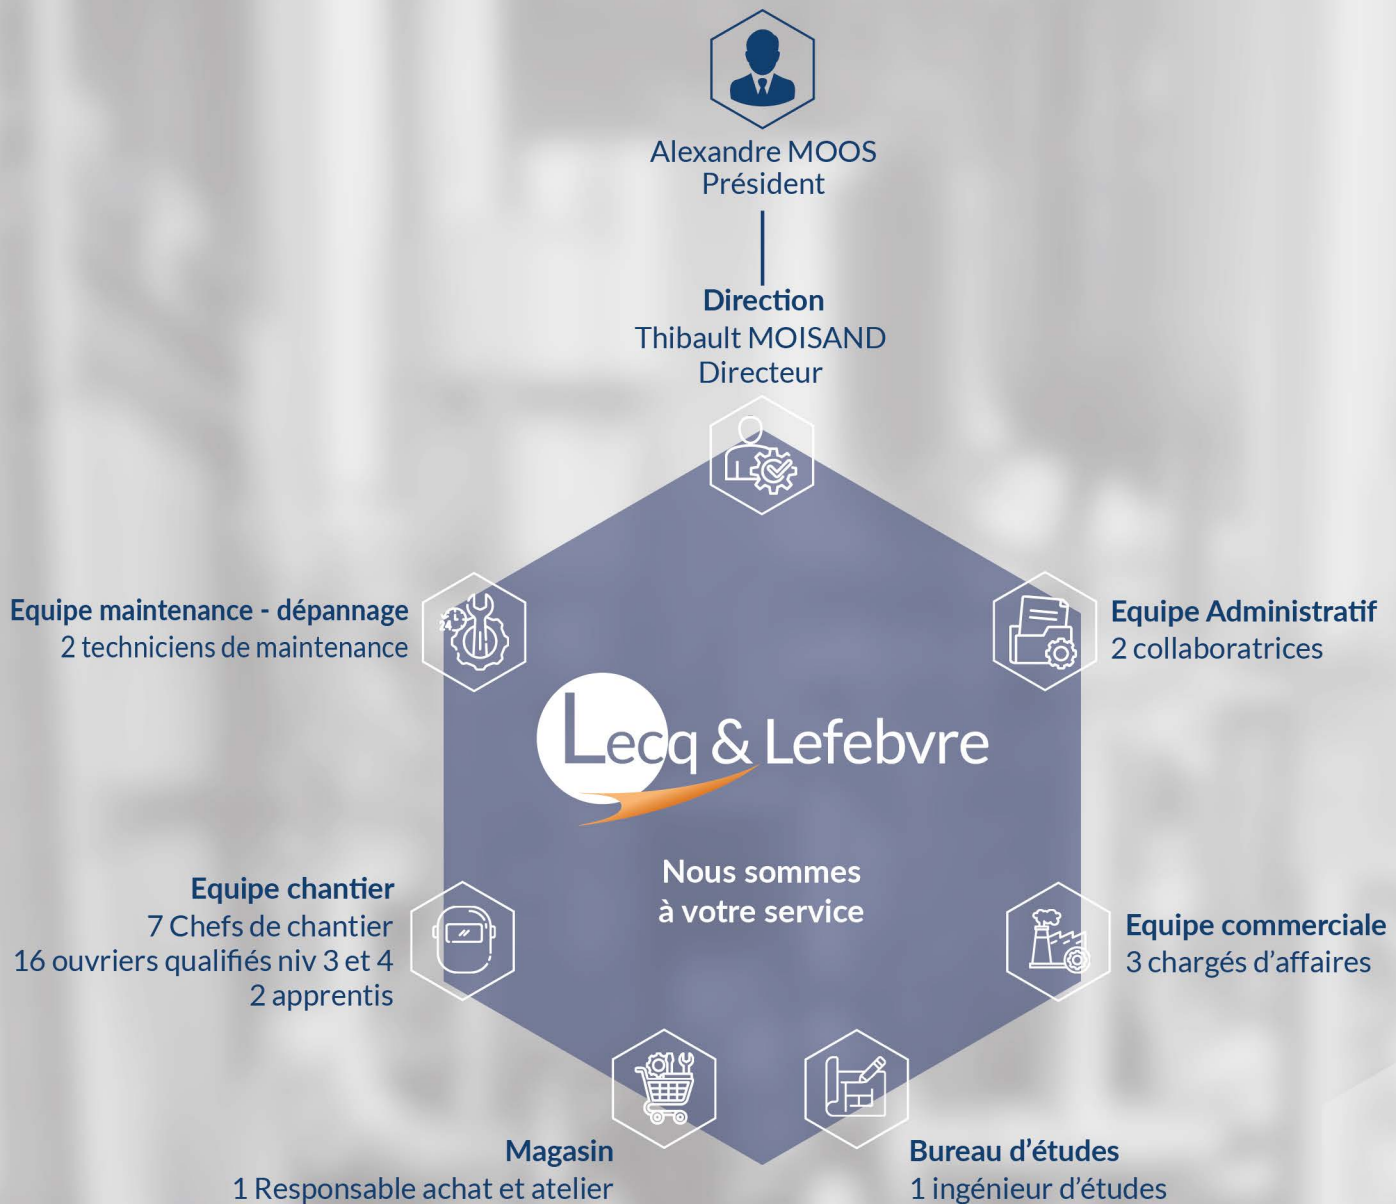 Alexandre MOOS
Président
Direction
Thibault MOISAND
Directeur
Equipe maintenance - dépannage
2 techniciens de maintenance
24
Equipe Administratif
2 collaboratrices
Lecq & Lefebvre
Nous sommes
à votre service
Equipe chantier
7 Chefs de chantier
16 ouvriers qualifiés niv 3 et 4
2 apprentis
Equipe commerciale
3 chargés d'affaires
Magasin
1 Responsable achat et atelier
Bureau d'études
1 ingénieur d'études